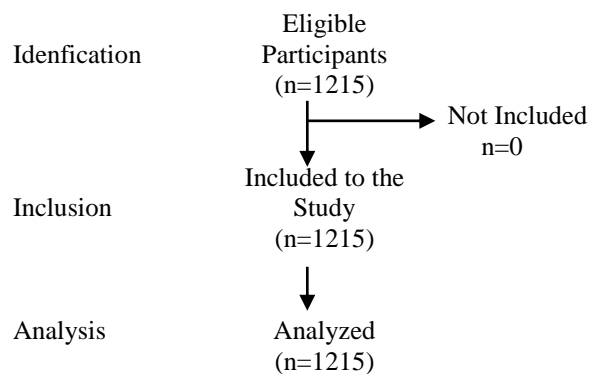 Eligible
Idenfication Participants
(n=1215)
Not Included
n=0
Included to the
Inclusion Study
(n=1215)
Analysis Analyzed
(n=1215)